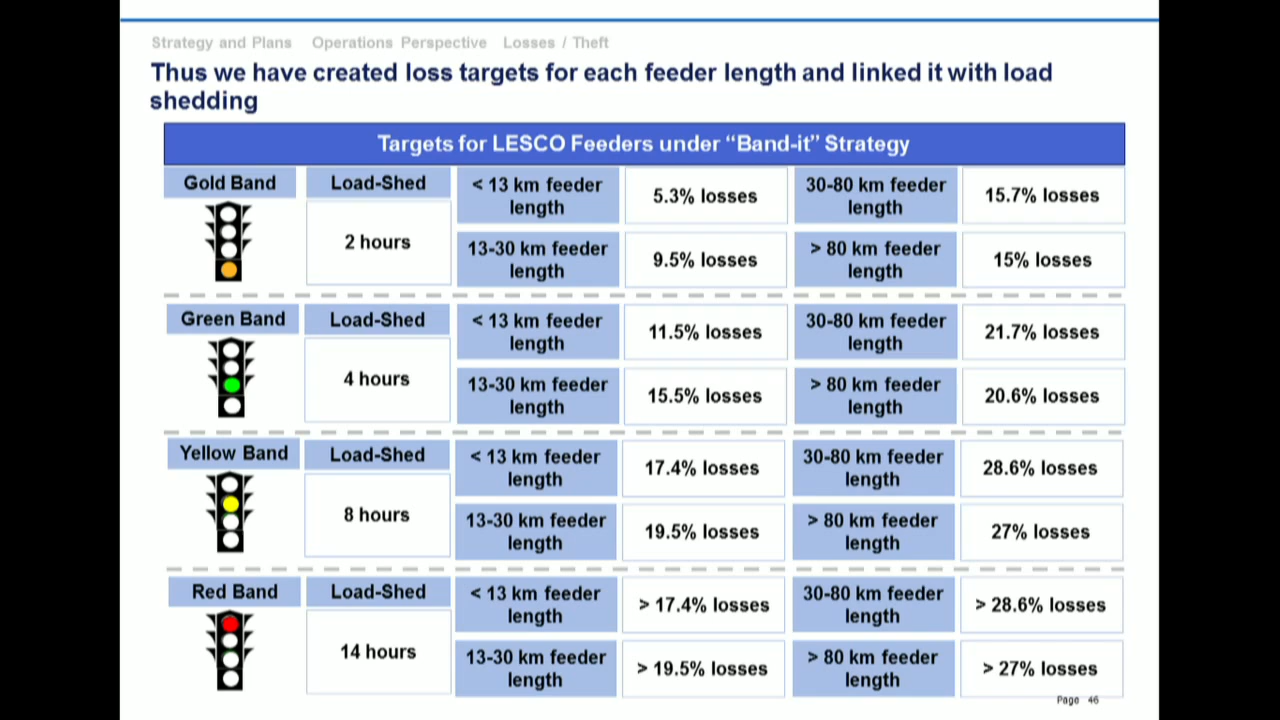 Strategy and Plans Operations Perspective Losses / Theft
Thus we have created loss targets for each feeder length and linked it with load
shedding
Targets for LESCO Feeders under “Band-it” Strategy
Gold Band
Load-Shed
2 hours
< 13 km feeder
length
5.3% losses
30-80 km feeder
length
15.7% losses
13-30 km feeder
length
9.5% losses
> 80 km feeder
length
15% losses
Green Band
Load-Shed
4 hours
< 13 km feeder
length
11.5% losses
30-80 km feeder
length
21.7% losses
13-30 km feeder
length
15.5% losses
> 80 km feeder
length
20.6% losses
Yellow Band
Load-Shed
8 hours
< 13 km feeder
length
17.4% losses
30-80 km feeder
length
28.6% losses
13-30 km feeder
length
19.5% losses
> 80 km feeder
length
27% losses
Red Band
Load-Shed
14 hours
< 13 km feeder
length
> 17.4% losses
30-80 km feeder
length
> 28.6% losses
13-30 km feeder
length
> 19.5% losses
> 80 km feeder
length
> 27% losses
Page 46